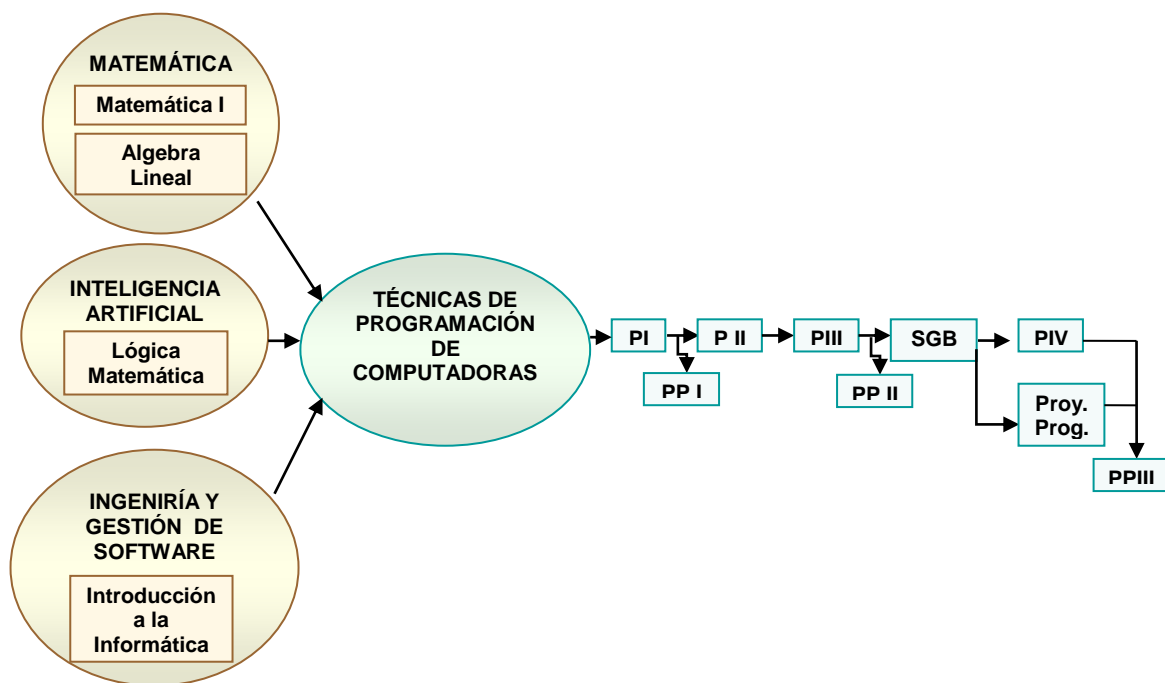 MATEMÁTICA
Matemática I
Algebra
Lineal
INTELIGENCIA
ARTIFICIAL
Lógica
Matemática
INGENIRÍA Y
GESTIÓN DE
SOFTWARE
Introducción
a la
Informática
TÉCNICAS DE
PROGRAMACIÓN
DE
COMPUTADORAS
PI
PP I
P II
PIII
PP II
SGB
PIV
Proy.
Prog.
PPIII